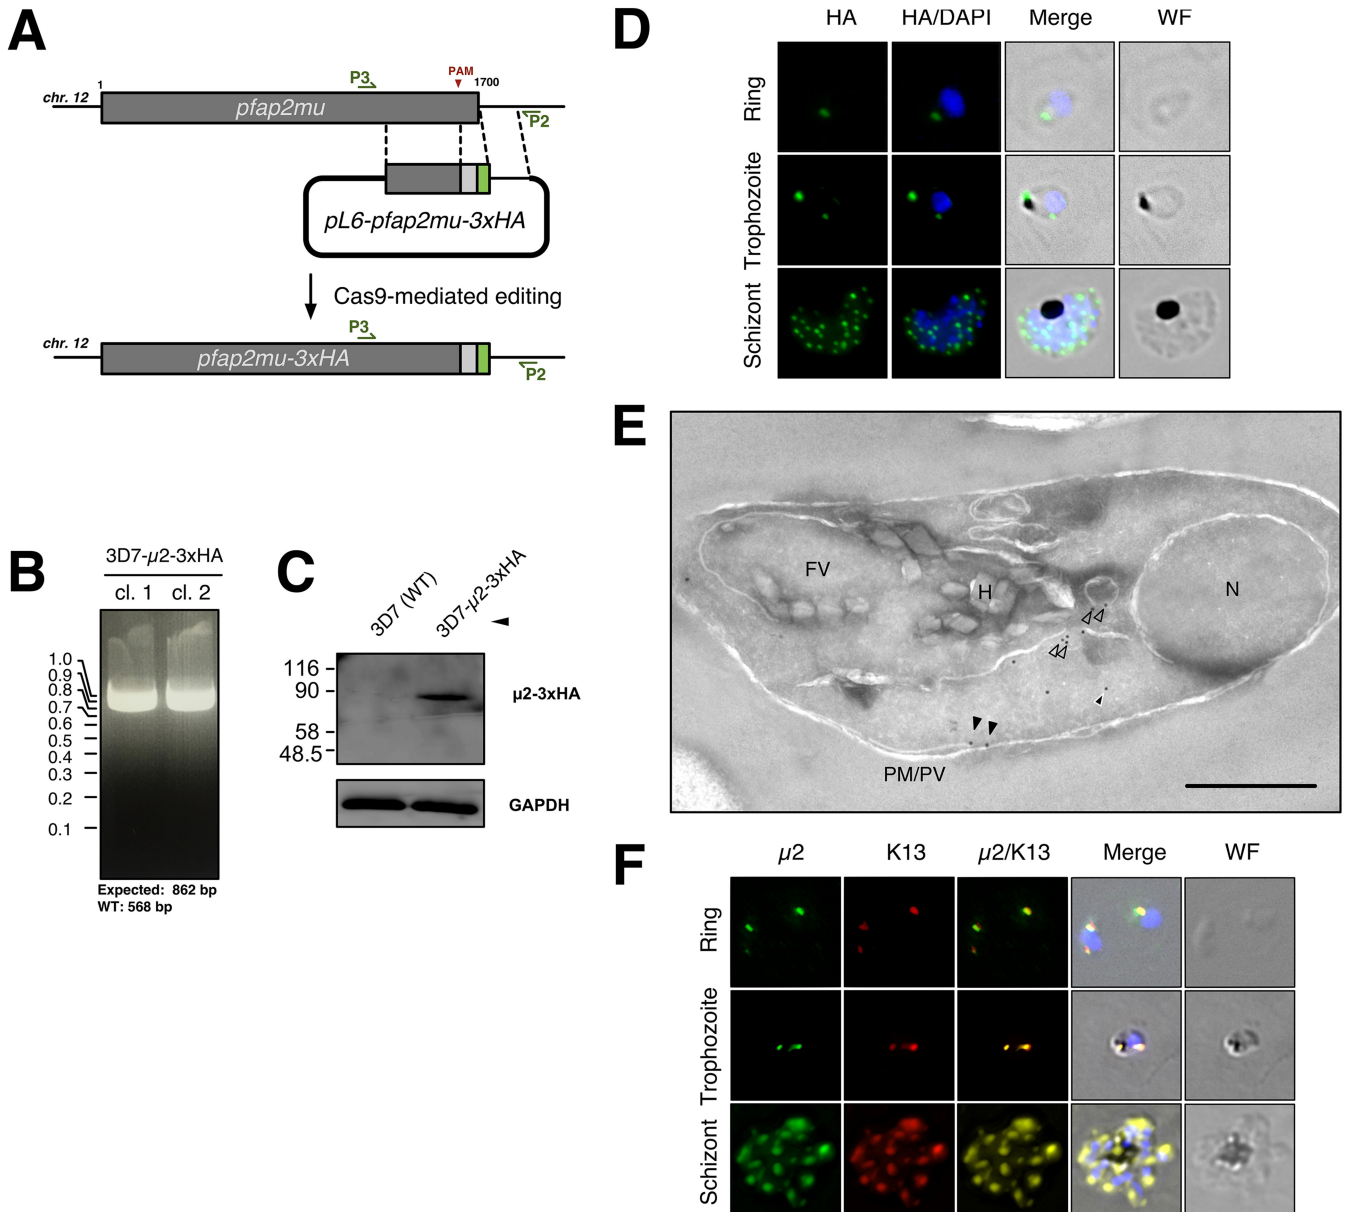 A
1
P3
PAM
1700
chr. 12
pfap2mu
P2
pL6-pfap2mu-3xHA
Cas9-mediated editing
P3
chr. 12
pfap2mu-3xHA
P2
B
3D7-µ2-3xHA
cl. 1 cl. 2
1.0
0.9
0.8
0.7
0.6
0.5
0.4
0.3
0.2
0.1
Expected: 862 bp
WT: 568 bp
C
3D7 (WT)
3D7-µ2-3xHA
116
90
58
48.5
µ2-3xHA
GAPDH
D
HA HA/DAPI Merge WF
Ring
Trophozoite
Schizont
E
FV
H
N
PM/PV
F
µ2 K13 µ2/K13 Merge WF
Ring
Trophozoite
Schizont